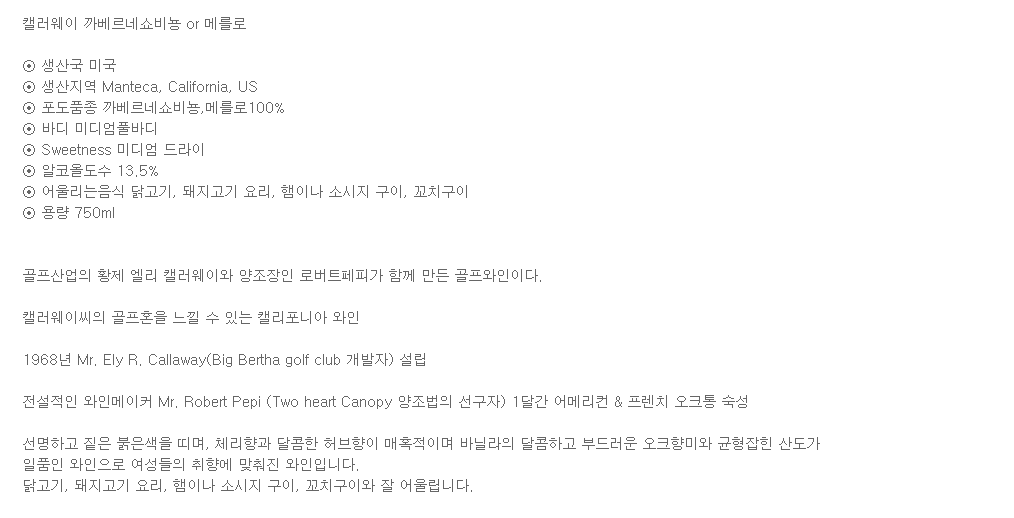 캘러웨이 까베르네쇼비뇽 or 메를로
⊙ 생산국 미국
⊙ 생산지역 Manteca, California, US
⊙ 포도품종 까베르네쇼비뇽,메를로100%
⊙ 바디 미디엄풀바디
⊙ Sweetness 미디엄 드라이
⊙ 알코올도수 13.5%
⊙ 어울리는음식 닭고기, 돼지고기 요리, 햄이나 소시지 구이, 꼬치구이
⊙ 용량 750ml
골프산업의 황제 엘리 캘러웨이와 양조장인 로버트페피가 함께 만든 골프와인이다.
캘러웨이씨의 골프혼을 느낄 수 있는 캘리포니아 와인
1968년 Mr. Ely R. Callaway(Big Bertha golf club 개발자) 설립
전설적인 와인메이커 Mr. Robert Pepi (Two heart Canopy 양조법의 선구자) 1달간 어메리컨 & 프렌치 오크통 숙성
선명하고 짙은 붉은색을 띠며, 체리향과 달콤한 허브향이 매혹적이며 바닐라의 달콤하고 부드러운 오크향미와 균형잡힌 산도가
일품인 와인으로 여성들의 취향에 맞춰진 와인입니다.
닭고기, 돼지고기 요리, 햄이나 소시지 구이, 꼬치구이와 잘 어울립니다.